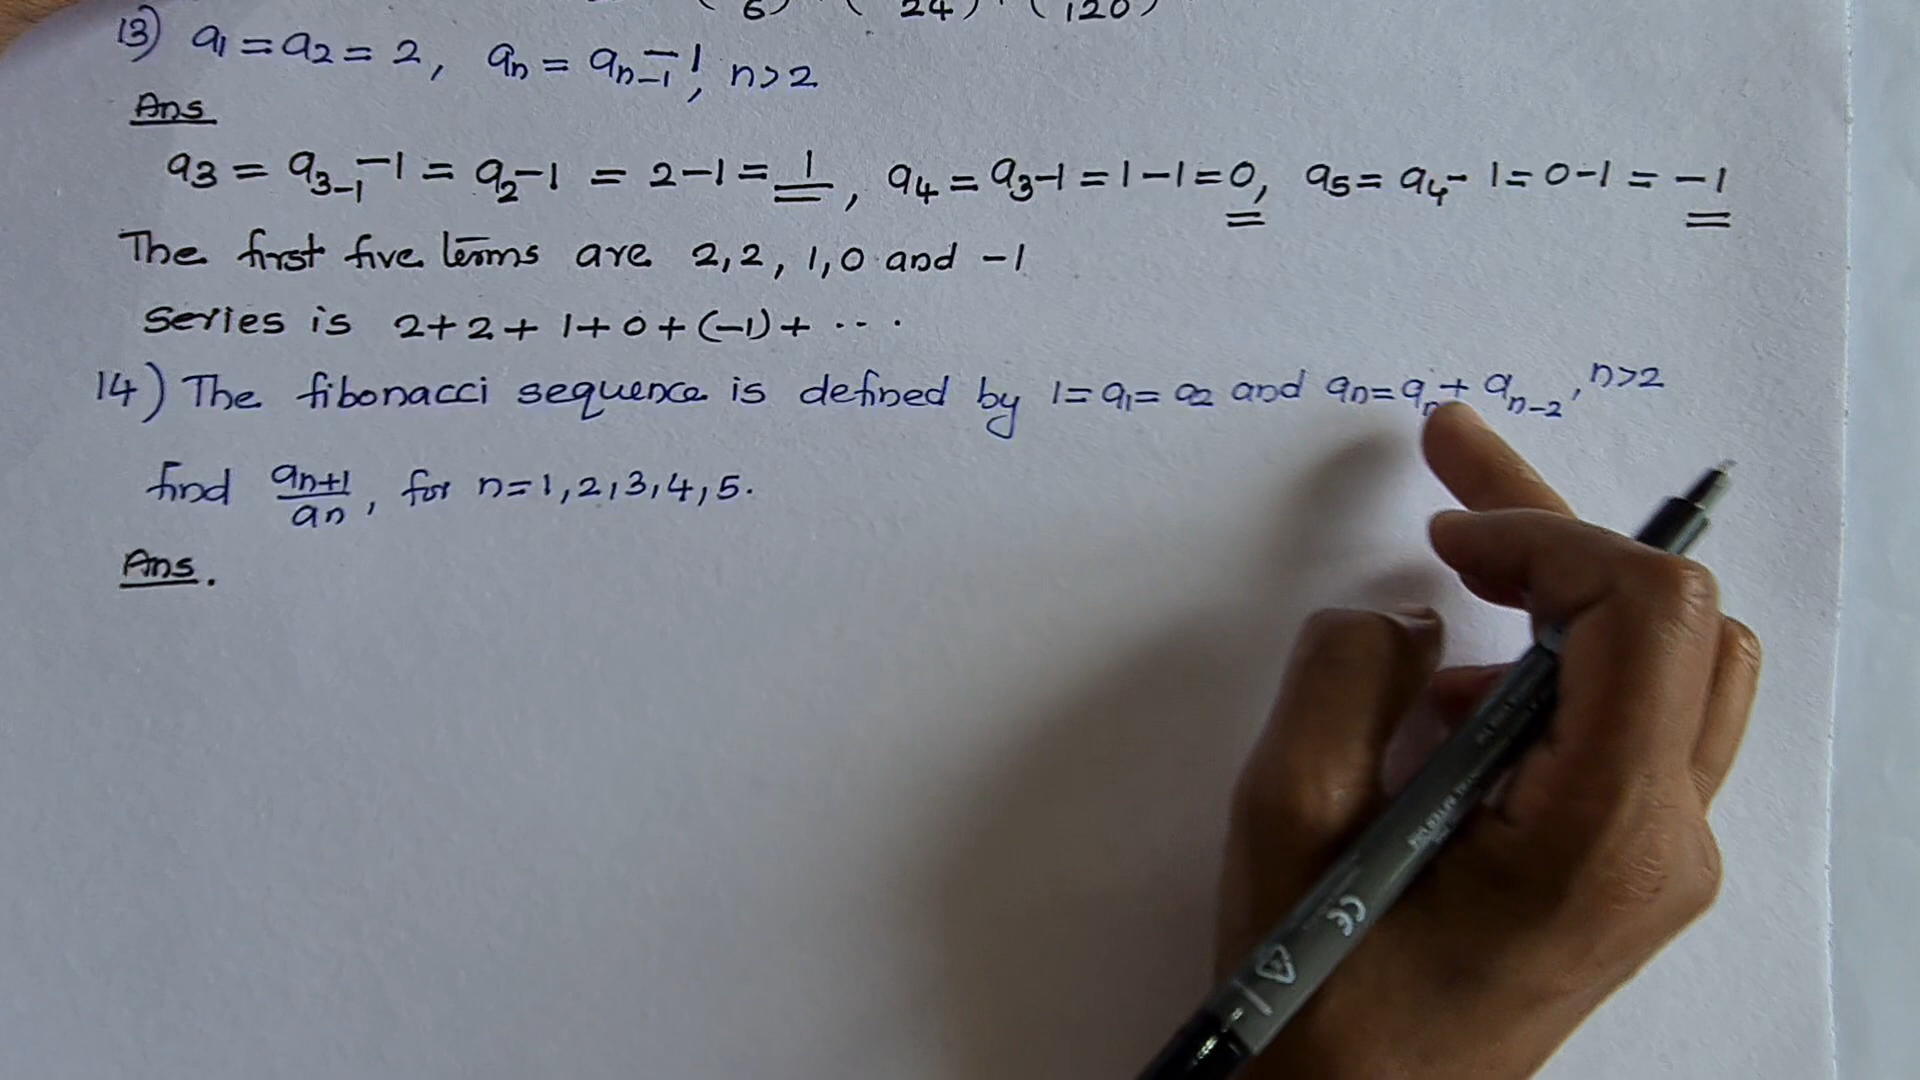 (6) · (24) · (120)
13) a1 = a2 = 2, an = an-1 - 1, n>2
Ans
a3 = a3-1 - 1 = a2 - 1 = 2-1 = 1, a4 = a3-1 = 1-1 = 0, a5 = a4 - 1 = 0-1 = -1
The first five terms are 2,2, 1,0 and -1
series is 2+2+ 1+0+(-1)+ ....
14) The fibonacci sequence is defined by 1 = a1 = a2 and an = an + an-2, n>2
find an+1/an, for n=1,2,3,4,5.
Ans.
CE